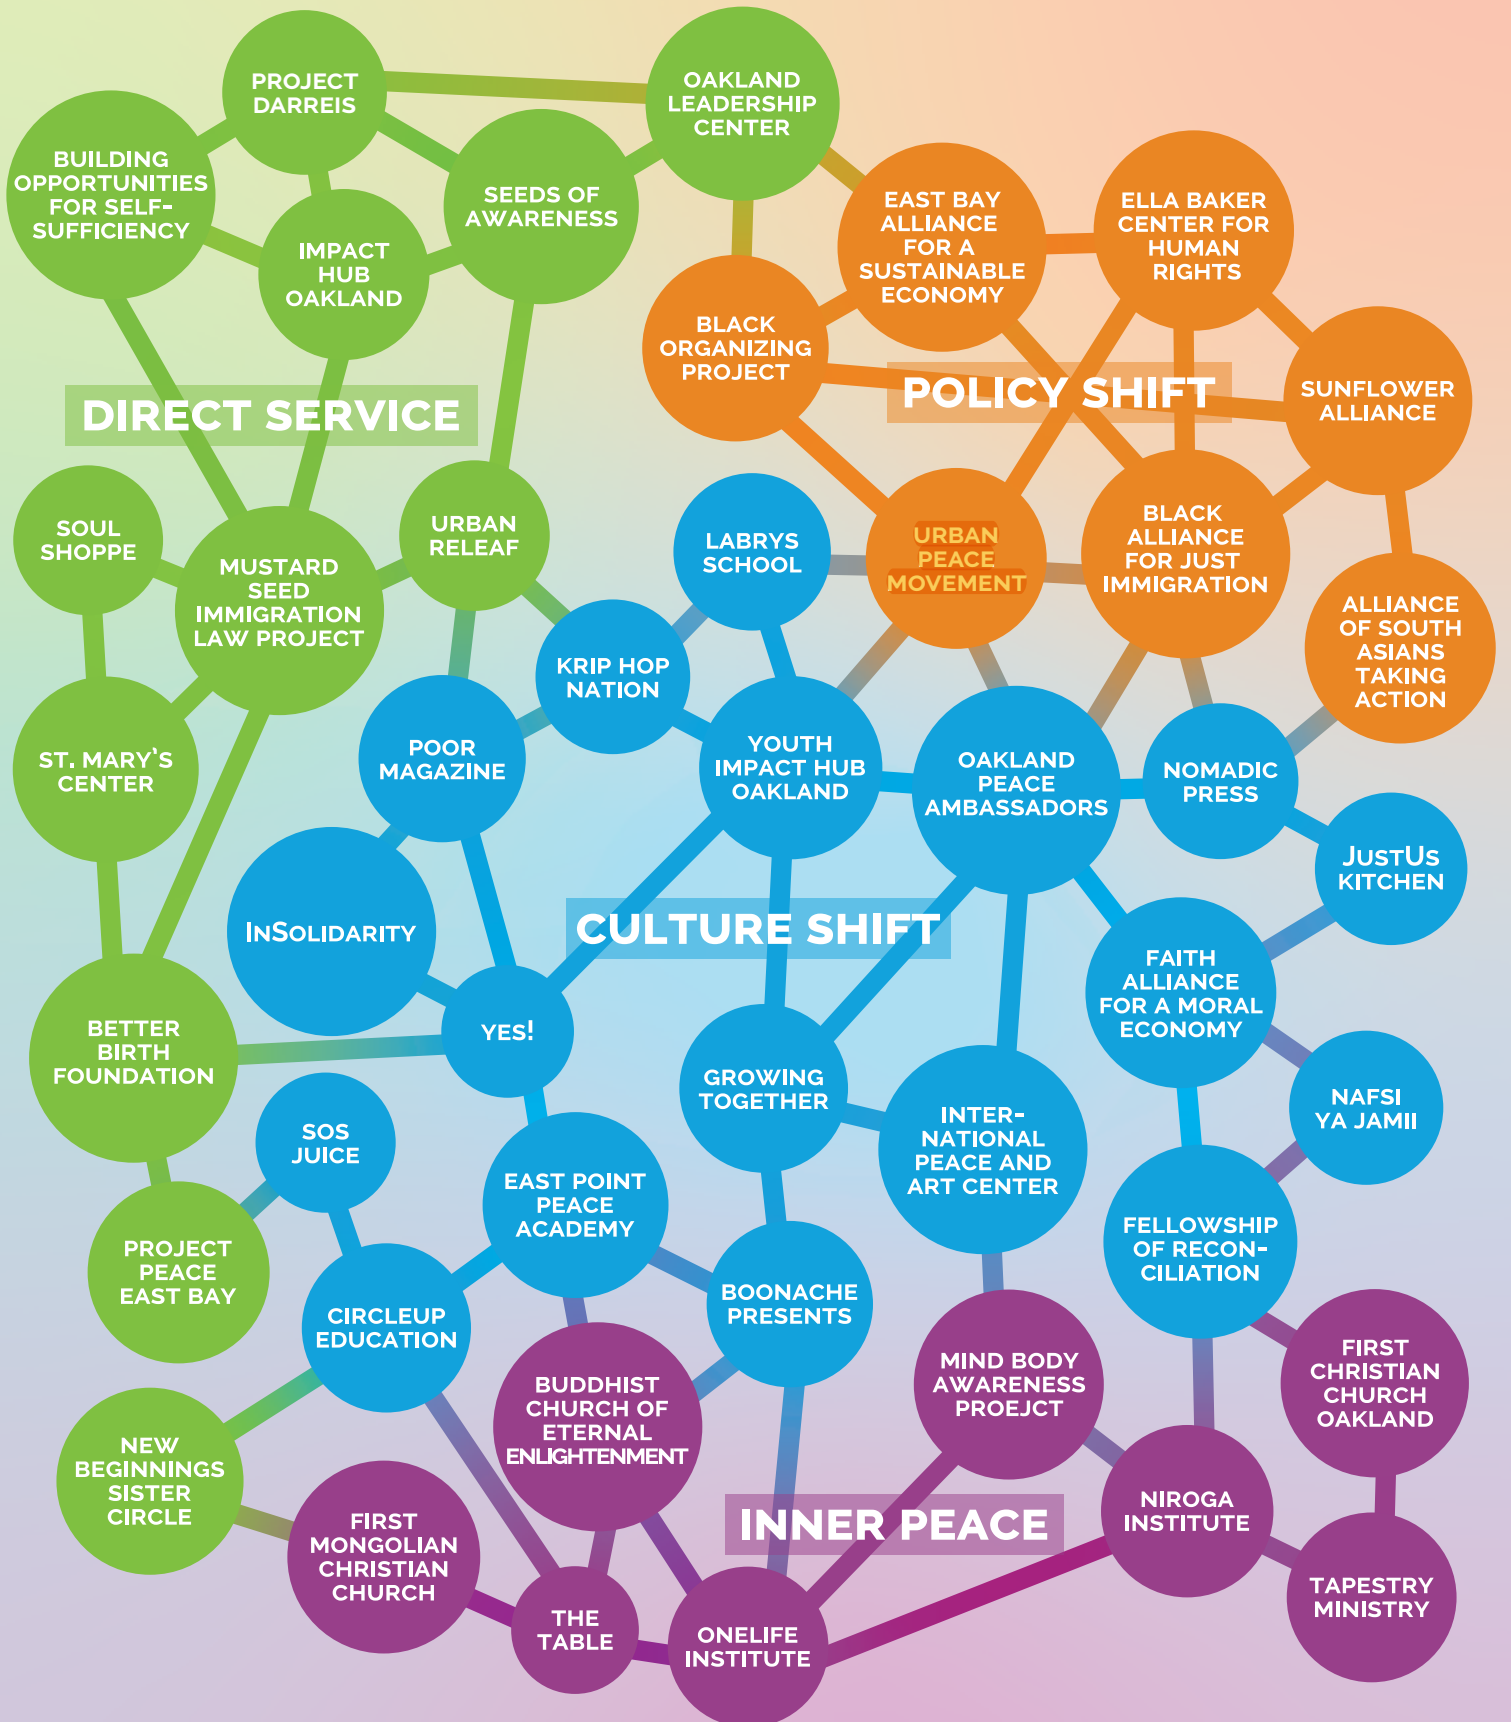 PROJECT
DARREIS
OAKLAND
LEADERSHIP
CENTER
BUILDING
OPPORTUNITIES
FOR SELF-
SUFFICIENCY
SEEDS OF
AWARENESS
EAST BAY
ALLIANCE
FOR A
SUSTAINABLE
ECONOMY
ELLA BAKER
CENTER FOR
HUMAN
RIGHTS
IMPACT
HUB
OAKLAND
BLACK
ORGANIZING
PROJECT
POLICY SHIFT
SUNFLOWER
ALLIANCE
DIRECT SERVICE
SOUL
SHOPPE
URBAN
RELEAF
LABRYS
SCHOOL
URBAN
PEACE
MOVEMENT
BLACK
ALLIANCE
FOR JUST
IMMIGRATION
MUSTARD
SEED
IMMIGRATION
LAW PROJECT
ALLIANCE
OF SOUTH
ASIANS
TAKING
ACTION
KRIP HOP
NATION
ST. MARY'S
CENTER
POOR
MAGAZINE
YOUTH
IMPACT HUB
OAKLAND
OAKLAND
PEACE
AMBASSADORS
NOMADIC
PRESS
JUSTUS
KITCHEN
INSOLIDARITY
CULTURE SHIFT
FAITH
ALLIANCE
FOR A MORAL
ECONOMY
BETTER
BIRTH
FOUNDATION
YES!
GROWING
TOGETHER
NAFSI
YA JAMII
SOS
JUICE
INTER-
NATIONAL
PEACE AND
ART CENTER
EAST POINT
PEACE
ACADEMY
FELLOWSHIP
OF RECON-
CILIATION
PROJECT
PEACE
EAST BAY
CIRCLEUP
EDUCATION
BOONACHE
PRESENTS
MIND BODY
AWARENESS
PROEJCT
FIRST
CHRISTIAN
CHURCH
OAKLAND
BUDDHIST
CHURCH OF
ETERNAL
ENLIGHTENMENT
NEW
BEGINNINGS
SISTER
CIRCLE
INNER PEACE
NIROGA
INSTITUTE
FIRST
MONGOLIAN
CHRISTIAN
CHURCH
TAPESTRY
MINISTRY
THE
TABLE
ONELIFE
INSTITUTE